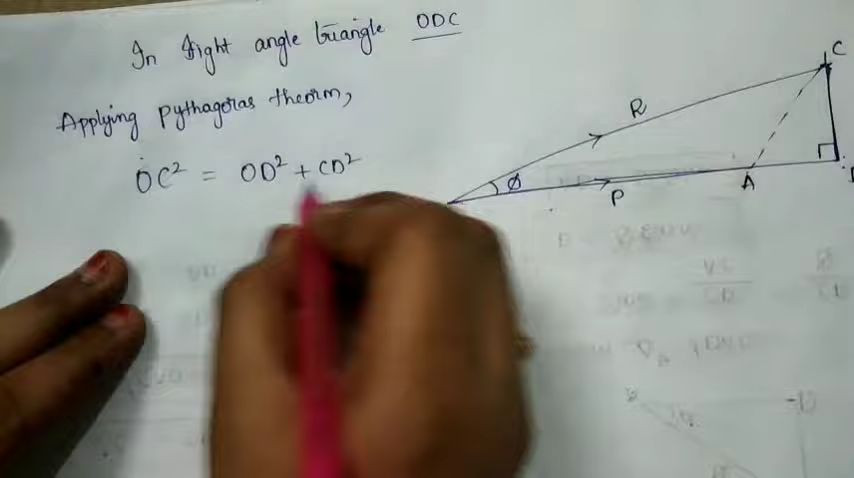 In right angle triangle ODC
Applying pythagoras theorm,
OC² = OD² + CD²
C
R
ϕ
P
A